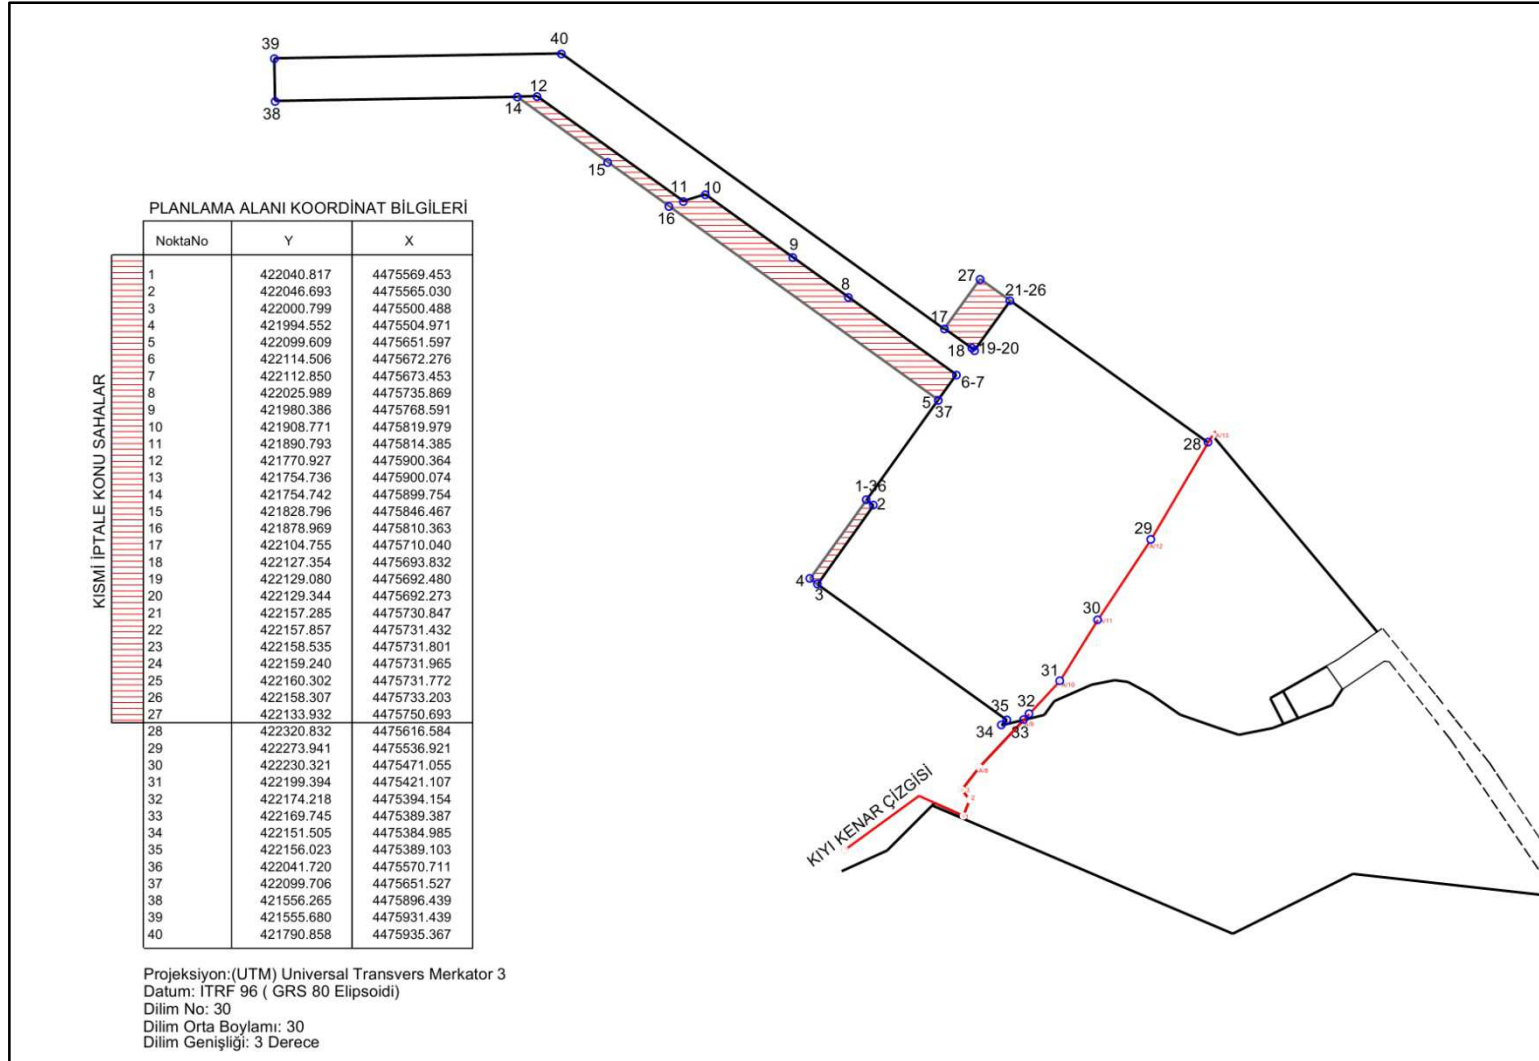 39
40
38
14
12
15
11
10
16
9
8
27
21-26
17
18
19-20
6-7
5
37
28
A/13
1-36
2
29
A/12
4
3
30
31
A/10
32
35
34
33
KIYI KENAR ÇİZGİSİ
PLANLAMA ALANI KOORDİNAT BİLGİLERİ
NoktaNo Y X
KISMİ İPTALE KONU SAHALAR
1 422040.817 4475569.453
2 422046.693 4475565.030
3 422000.799 4475500.488
4 421994.552 4475504.971
5 422099.609 4475651.597
6 422114.506 4475672.276
7 422112.850 4475673.453
8 422025.989 4475735.869
9 421980.386 4475768.591
10 421908.771 4475819.979
11 421890.793 4475814.385
12 421770.927 4475900.364
13 421754.736 4475900.074
14 421754.742 4475899.754
15 421828.796 4475846.467
16 421878.969 4475810.363
17 422104.755 4475710.040
18 422127.354 4475693.832
19 422129.080 4475692.480
20 422129.344 4475692.273
21 422157.285 4475730.847
22 422157.857 4475731.432
23 422158.535 4475731.801
24 422159.240 4475731.965
25 422160.302 4475731.772
26 422158.307 4475733.203
27 422133.932 4475750.693
28 422320.832 4475616.584
29 422273.941 4475536.921
30 422230.321 4475471.055
31 422199.394 4475421.107
32 422174.218 4475394.154
33 422169.745 4475389.387
34 422151.505 4475384.985
35 422156.023 4475389.103
36 422041.720 4475570.711
37 422099.706 4475651.527
38 421556.265 4475896.439
39 421555.680 4475931.439
40 421790.858 4475935.367
Projeksiyon:(UTM) Universal Transvers Merkator 3
Datum: ITRF 96 ( GRS 80 Elipsoidi)
Dilim No: 30
Dilim Orta Boylamı: 30
Dilim Genişliği: 3 Derece